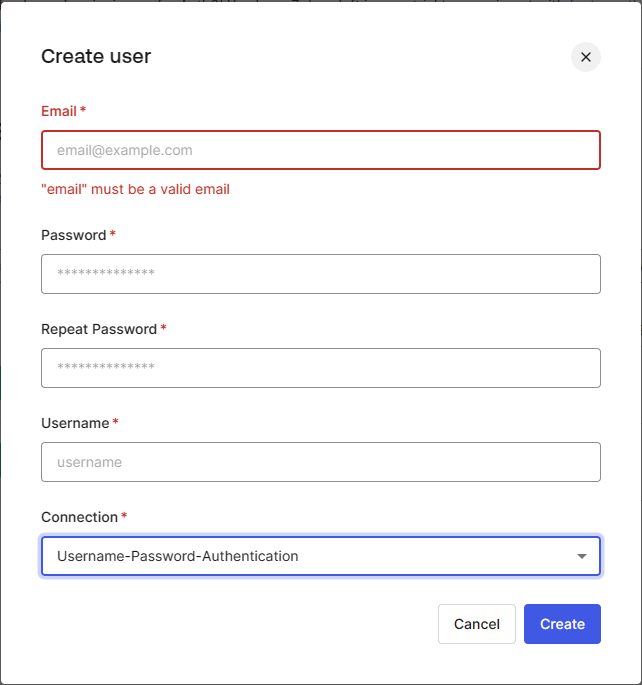 Create user
Email *
email@example.com
"email" must be a valid email
Password *
**************
Repeat Password *
**************
Username *
username
Connection *
Username-Password-Authentication
Cancel
Create